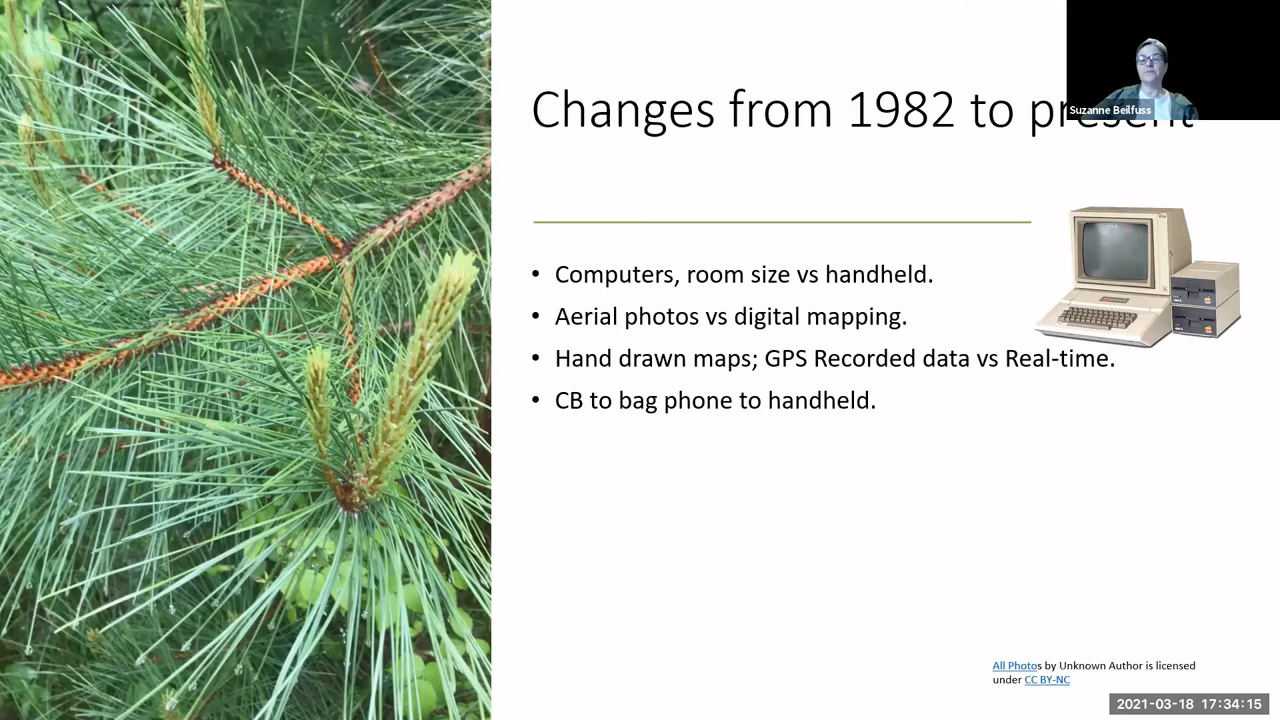 Changes from 1982 to present
Suzanne Beilfuss
• Computers, room size vs handheld.
• Aerial photos vs digital mapping.
• Hand drawn maps; GPS Recorded data vs Real-time.
• CB to bag phone to handheld.
All Photos by Unknown Author is licensed
under CC BY-NC
2021-03-18 17:34:15